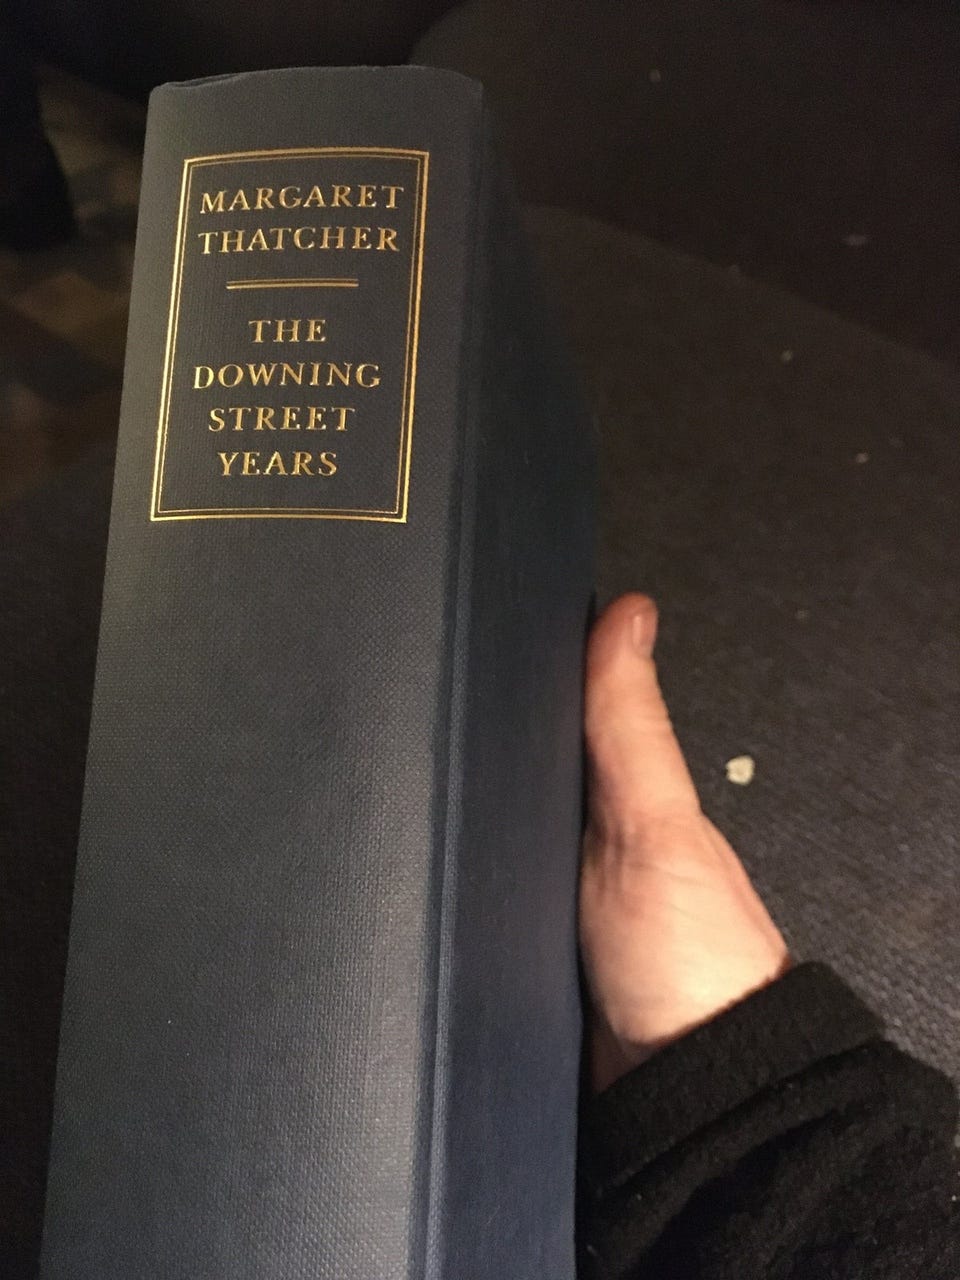 MARGARET
THATCHER
THE
DOWNING
STREET
YEARS